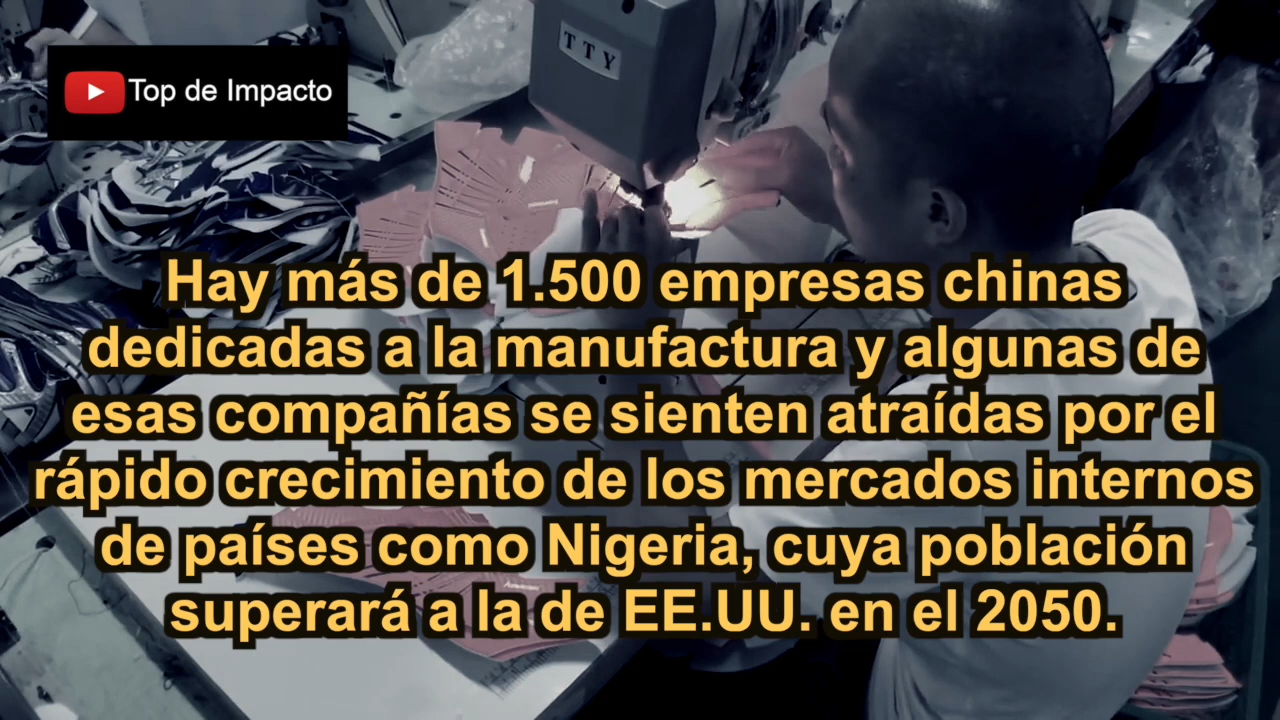 TTY
Top de Impacto
Hay más de 1.500 empresas chinas
dedicadas a la manufactura y algunas de
esas compañías se sienten atraídas por el
rápido crecimiento de los mercados internos
de países como Nigeria, cuya población
superará a la de EE.UU. en el 2050.